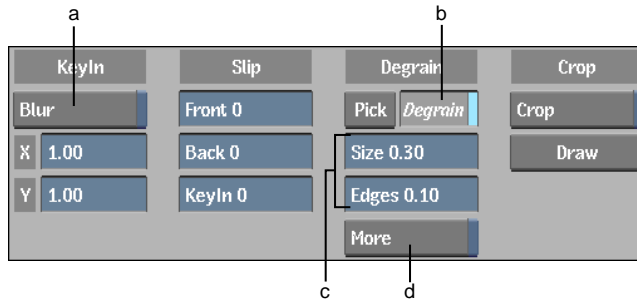 a
b
KeyIn
Slip
Degrain
Crop
Blur
Front 0
Pick
Degrain
Crop
X
1.00
Back 0
Size 0.30
Draw
Y
1.00
KeyIn 0
Edges 0.10
More
c
d